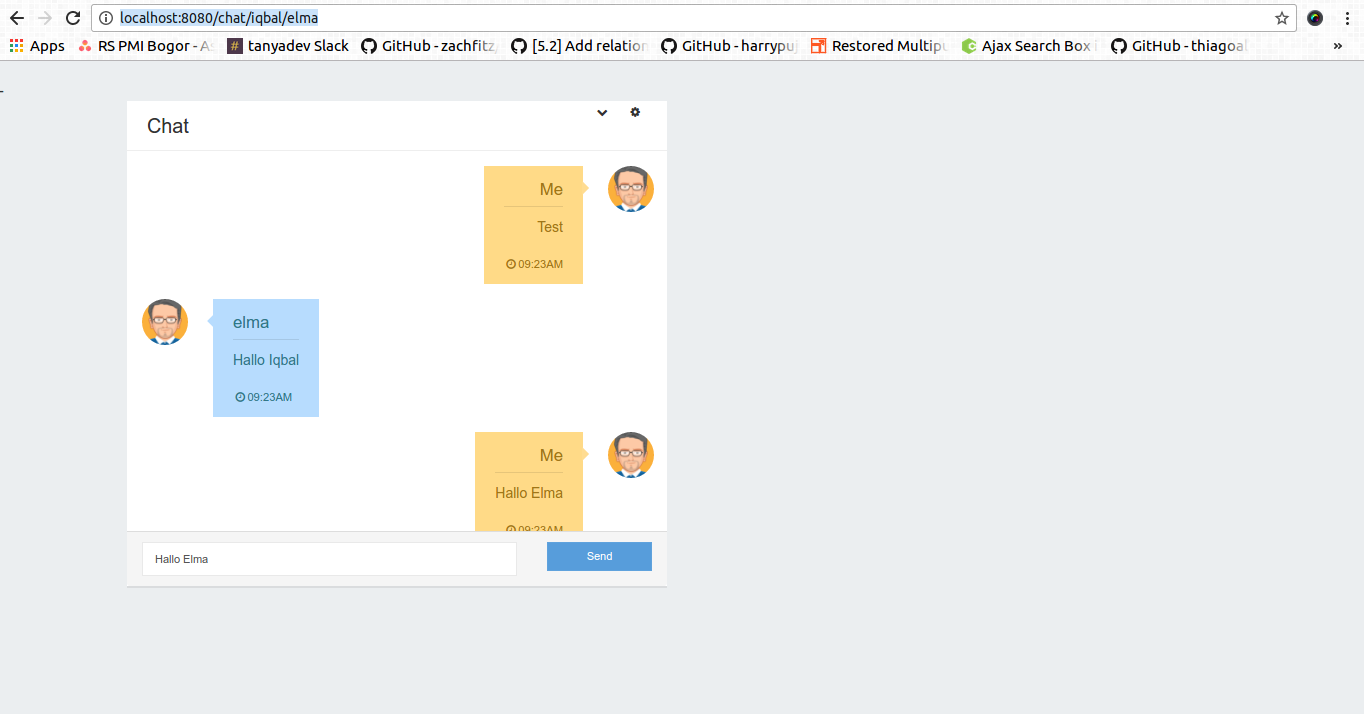 localhost:8080/chat/iqbal/elma
Apps RS PMI Bogor - A tanyadev Slack GitHub - zachfitz [5.2] Add relation GitHub - harrypu Restored Multip Ajax Search Box GitHub - thiagoal »
Chat
Me
Test
09:23AM
elma
Hallo Iqbal
09:23AM
Me
Hallo Elma
09:23AM
Hallo Elma Send